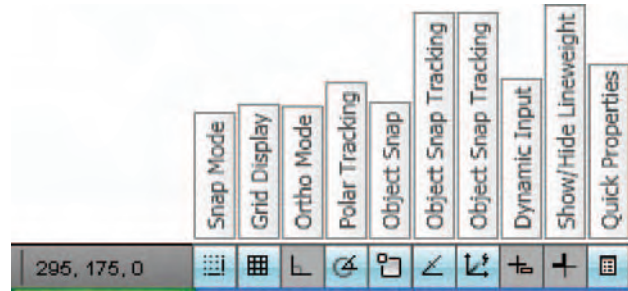 Snap Mode
Grid Display
Ortho Mode
Polar Tracking
Object Snap
Object Snap Tracking
Object Snap Tracking
Dynamic Input
Show/Hide Lineweight
Quick Properties
295, 175, 0